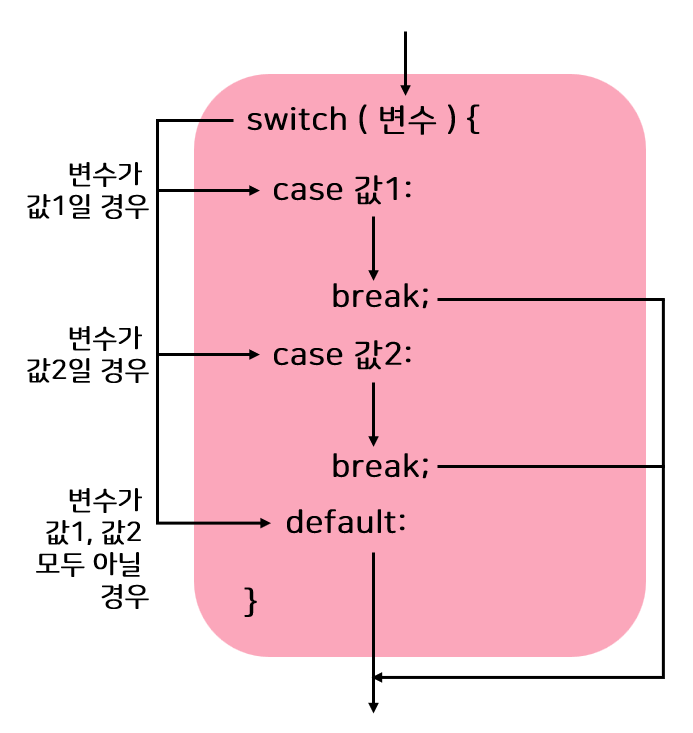 switch ( 변수 ) {
변수가
값1일 경우
case 값1:
break;
변수가
값2일 경우
case 값2:
break;
변수가
값1, 값2
모두 아닐
경우
default:
}